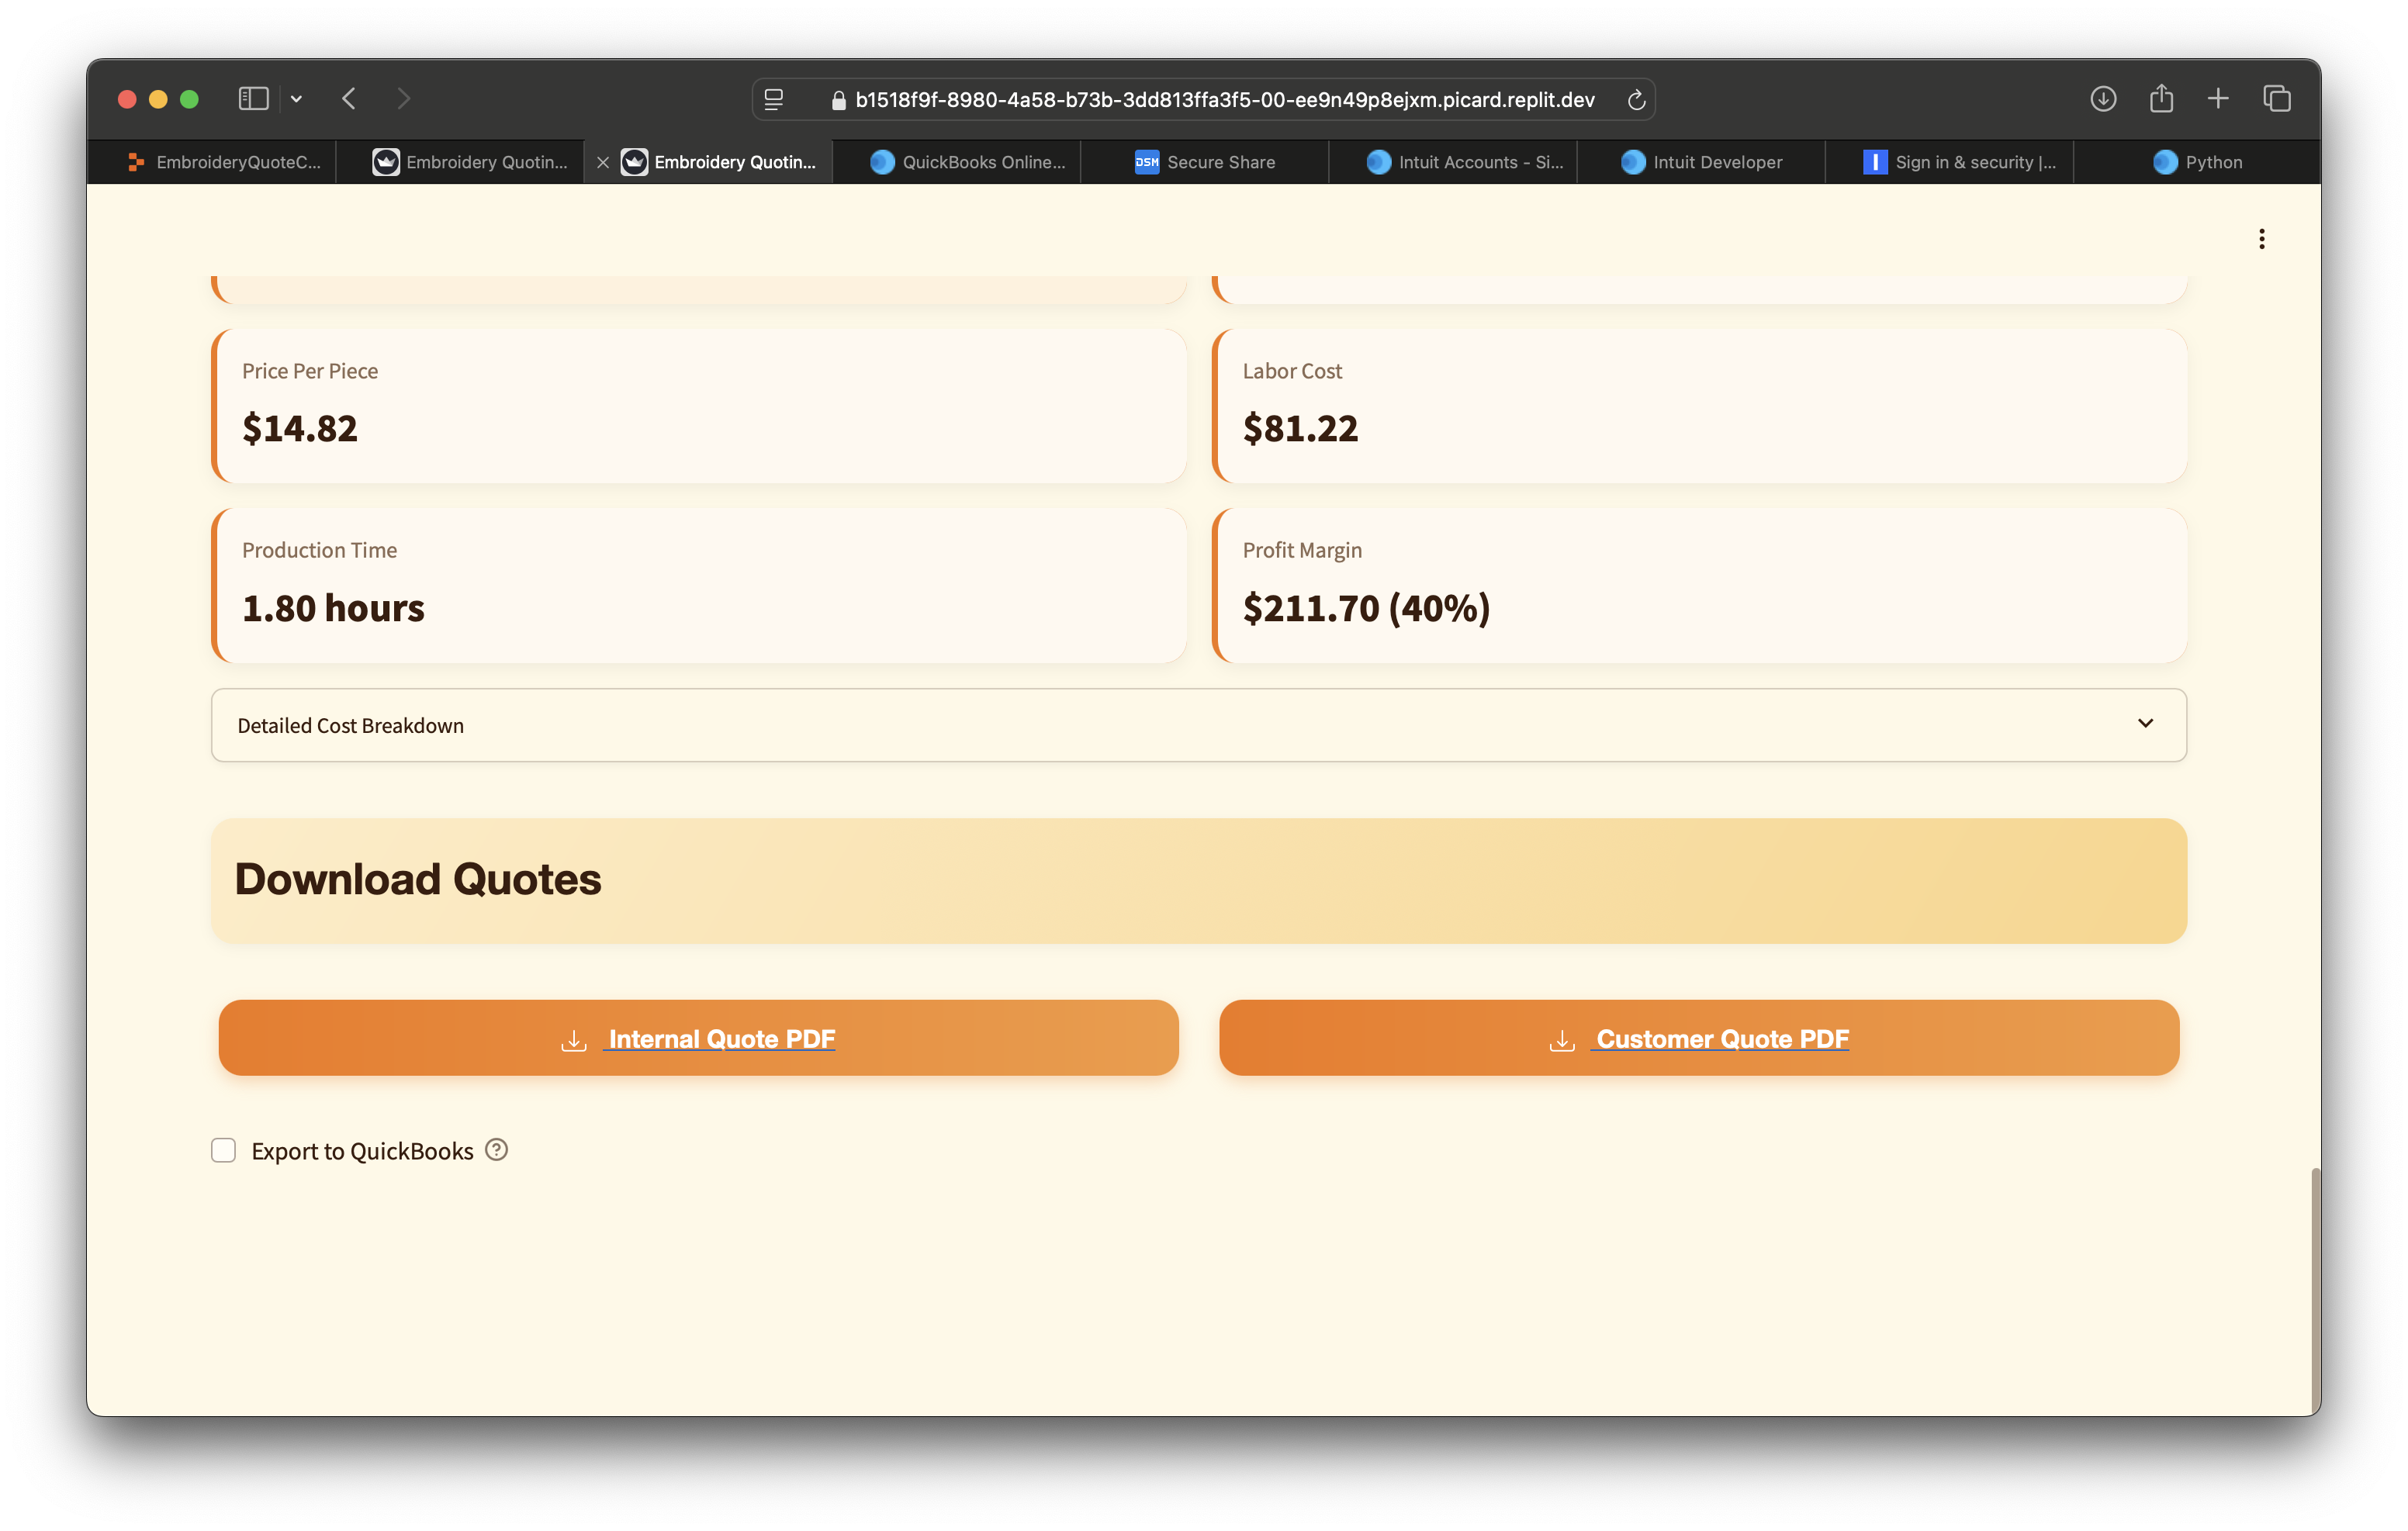 b1518f9f-8980-4a58-b73b-3dd813ffa3f5-00-ee9n49p8ejxm.picard.replit.dev
EmbroideryQuoteC...
Embroidery Quotin...
Embroidery Quotin...
QuickBooks Online...
DSM
Secure Share
Intuit Accounts - Si...
Intuit Developer
Sign in & security |...
Python
Price Per Piece
$14.82
Labor Cost
$81.22
Production Time
1.80 hours
Profit Margin
$211.70 (40%)
Detailed Cost Breakdown
Download Quotes
Internal Quote PDF
Customer Quote PDF
Export to QuickBooks